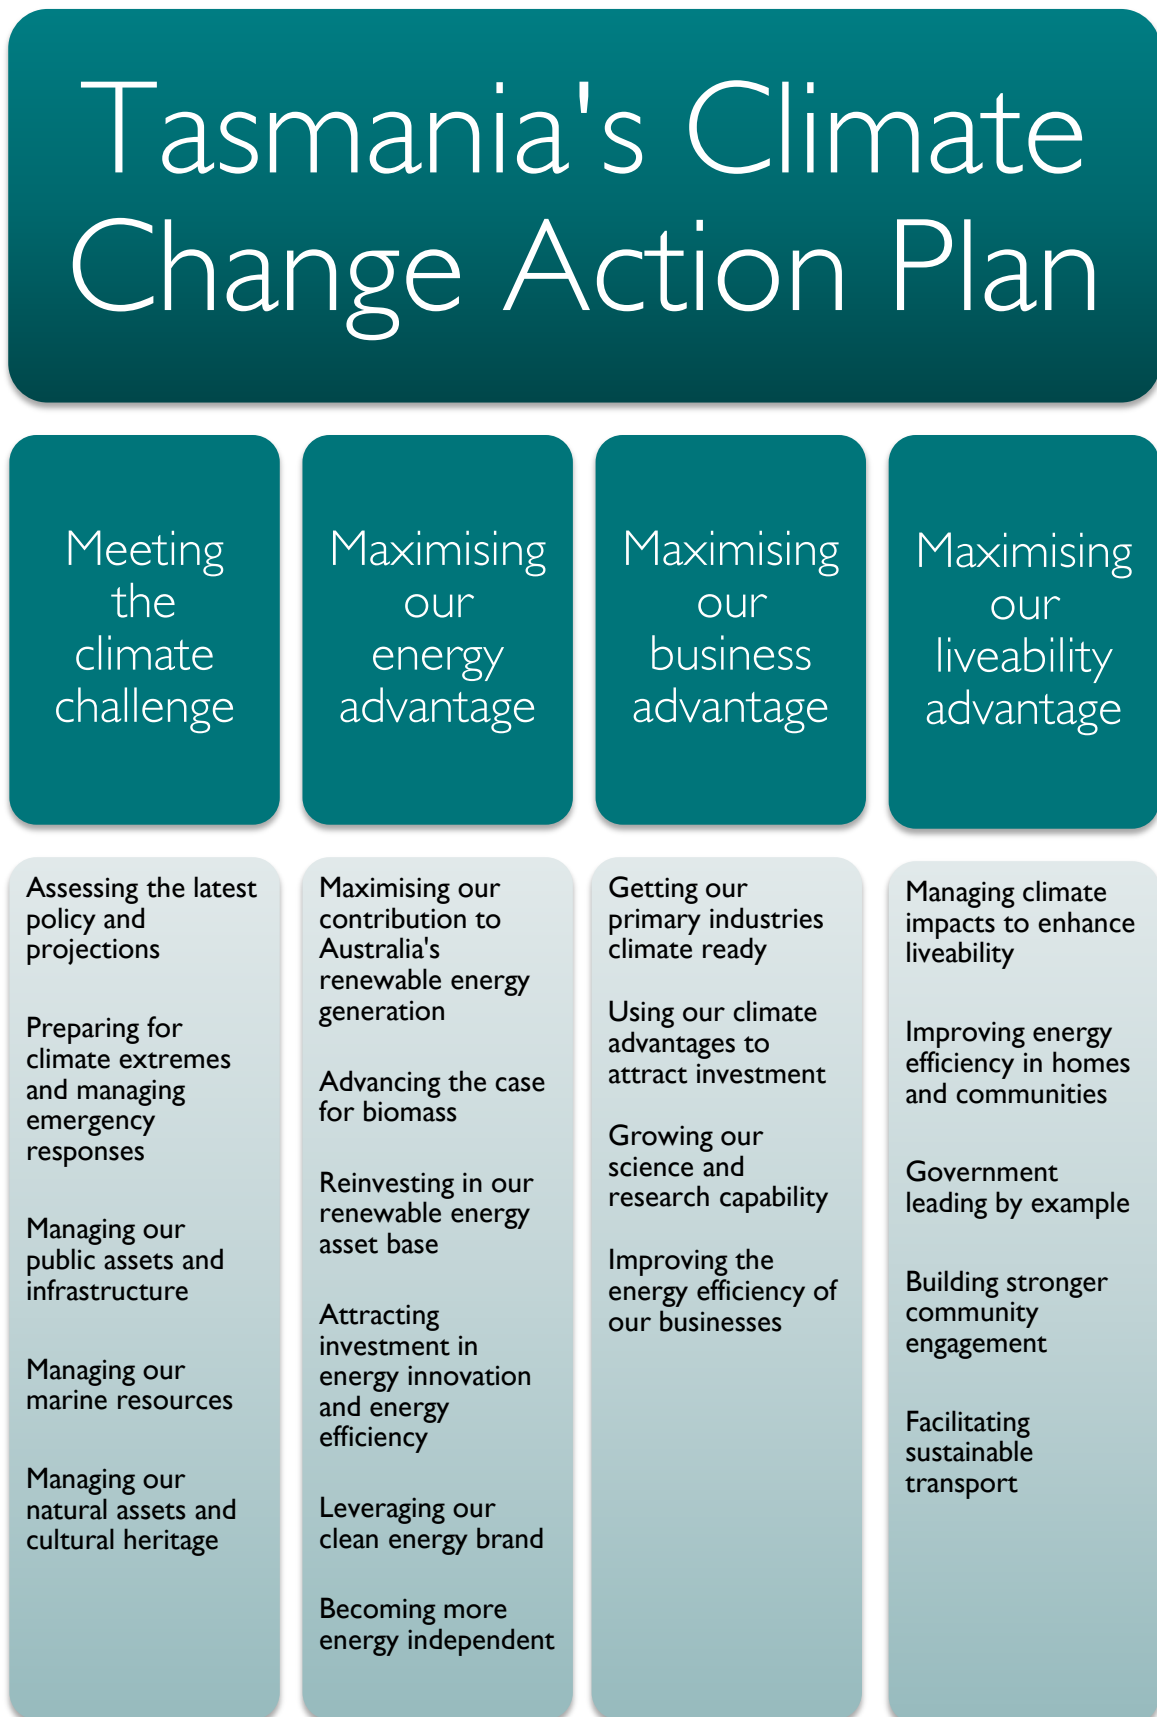 Tasmania's Climate
Change Action Plan
Meeting
the
climate
challenge
Maximising
our
energy
advantage
Maximising
our
business
advantage
Maximising
our
liveability
advantage
Assessing the latest
policy and
projections
Preparing for
climate extremes
and managing
emergency
responses
Managing our
public assets and
infrastructure
Managing our
marine resources
Managing our
natural assets and
cultural heritage
Maximising our
contribution to
Australia's
renewable energy
generation
Advancing the case
for biomass
Reinvesting in our
renewable energy
asset base
Attracting
investment in
energy innovation
and energy
efficiency
Leveraging our
clean energy brand
Becoming more
energy independent
Getting our
primary industries
climate ready
Using our climate
advantages to
attract investment
Growing our
science and
research capability
Improving the
energy efficiency of
our businesses
Managing climate
impacts to enhance
liveability
Improving energy
efficiency in homes
and communities
Government
leading by example
Building stronger
community
engagement
Facilitating
sustainable
transport